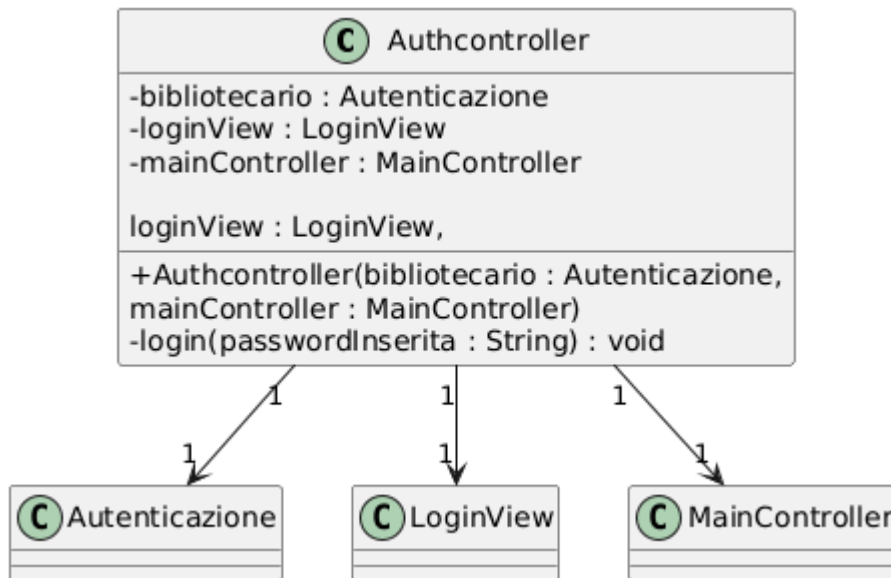 C Authcontroller
-bibliotecario : Autenticazione
-loginView : LoginView
-mainController : MainController
loginView : LoginView,
+Authcontroller(bibliotecario : Autenticazione,
mainController : MainController)
-login(passwordInserita : String) : void
1 1 1
1 1 1
C Autenticazione C LoginView C MainController